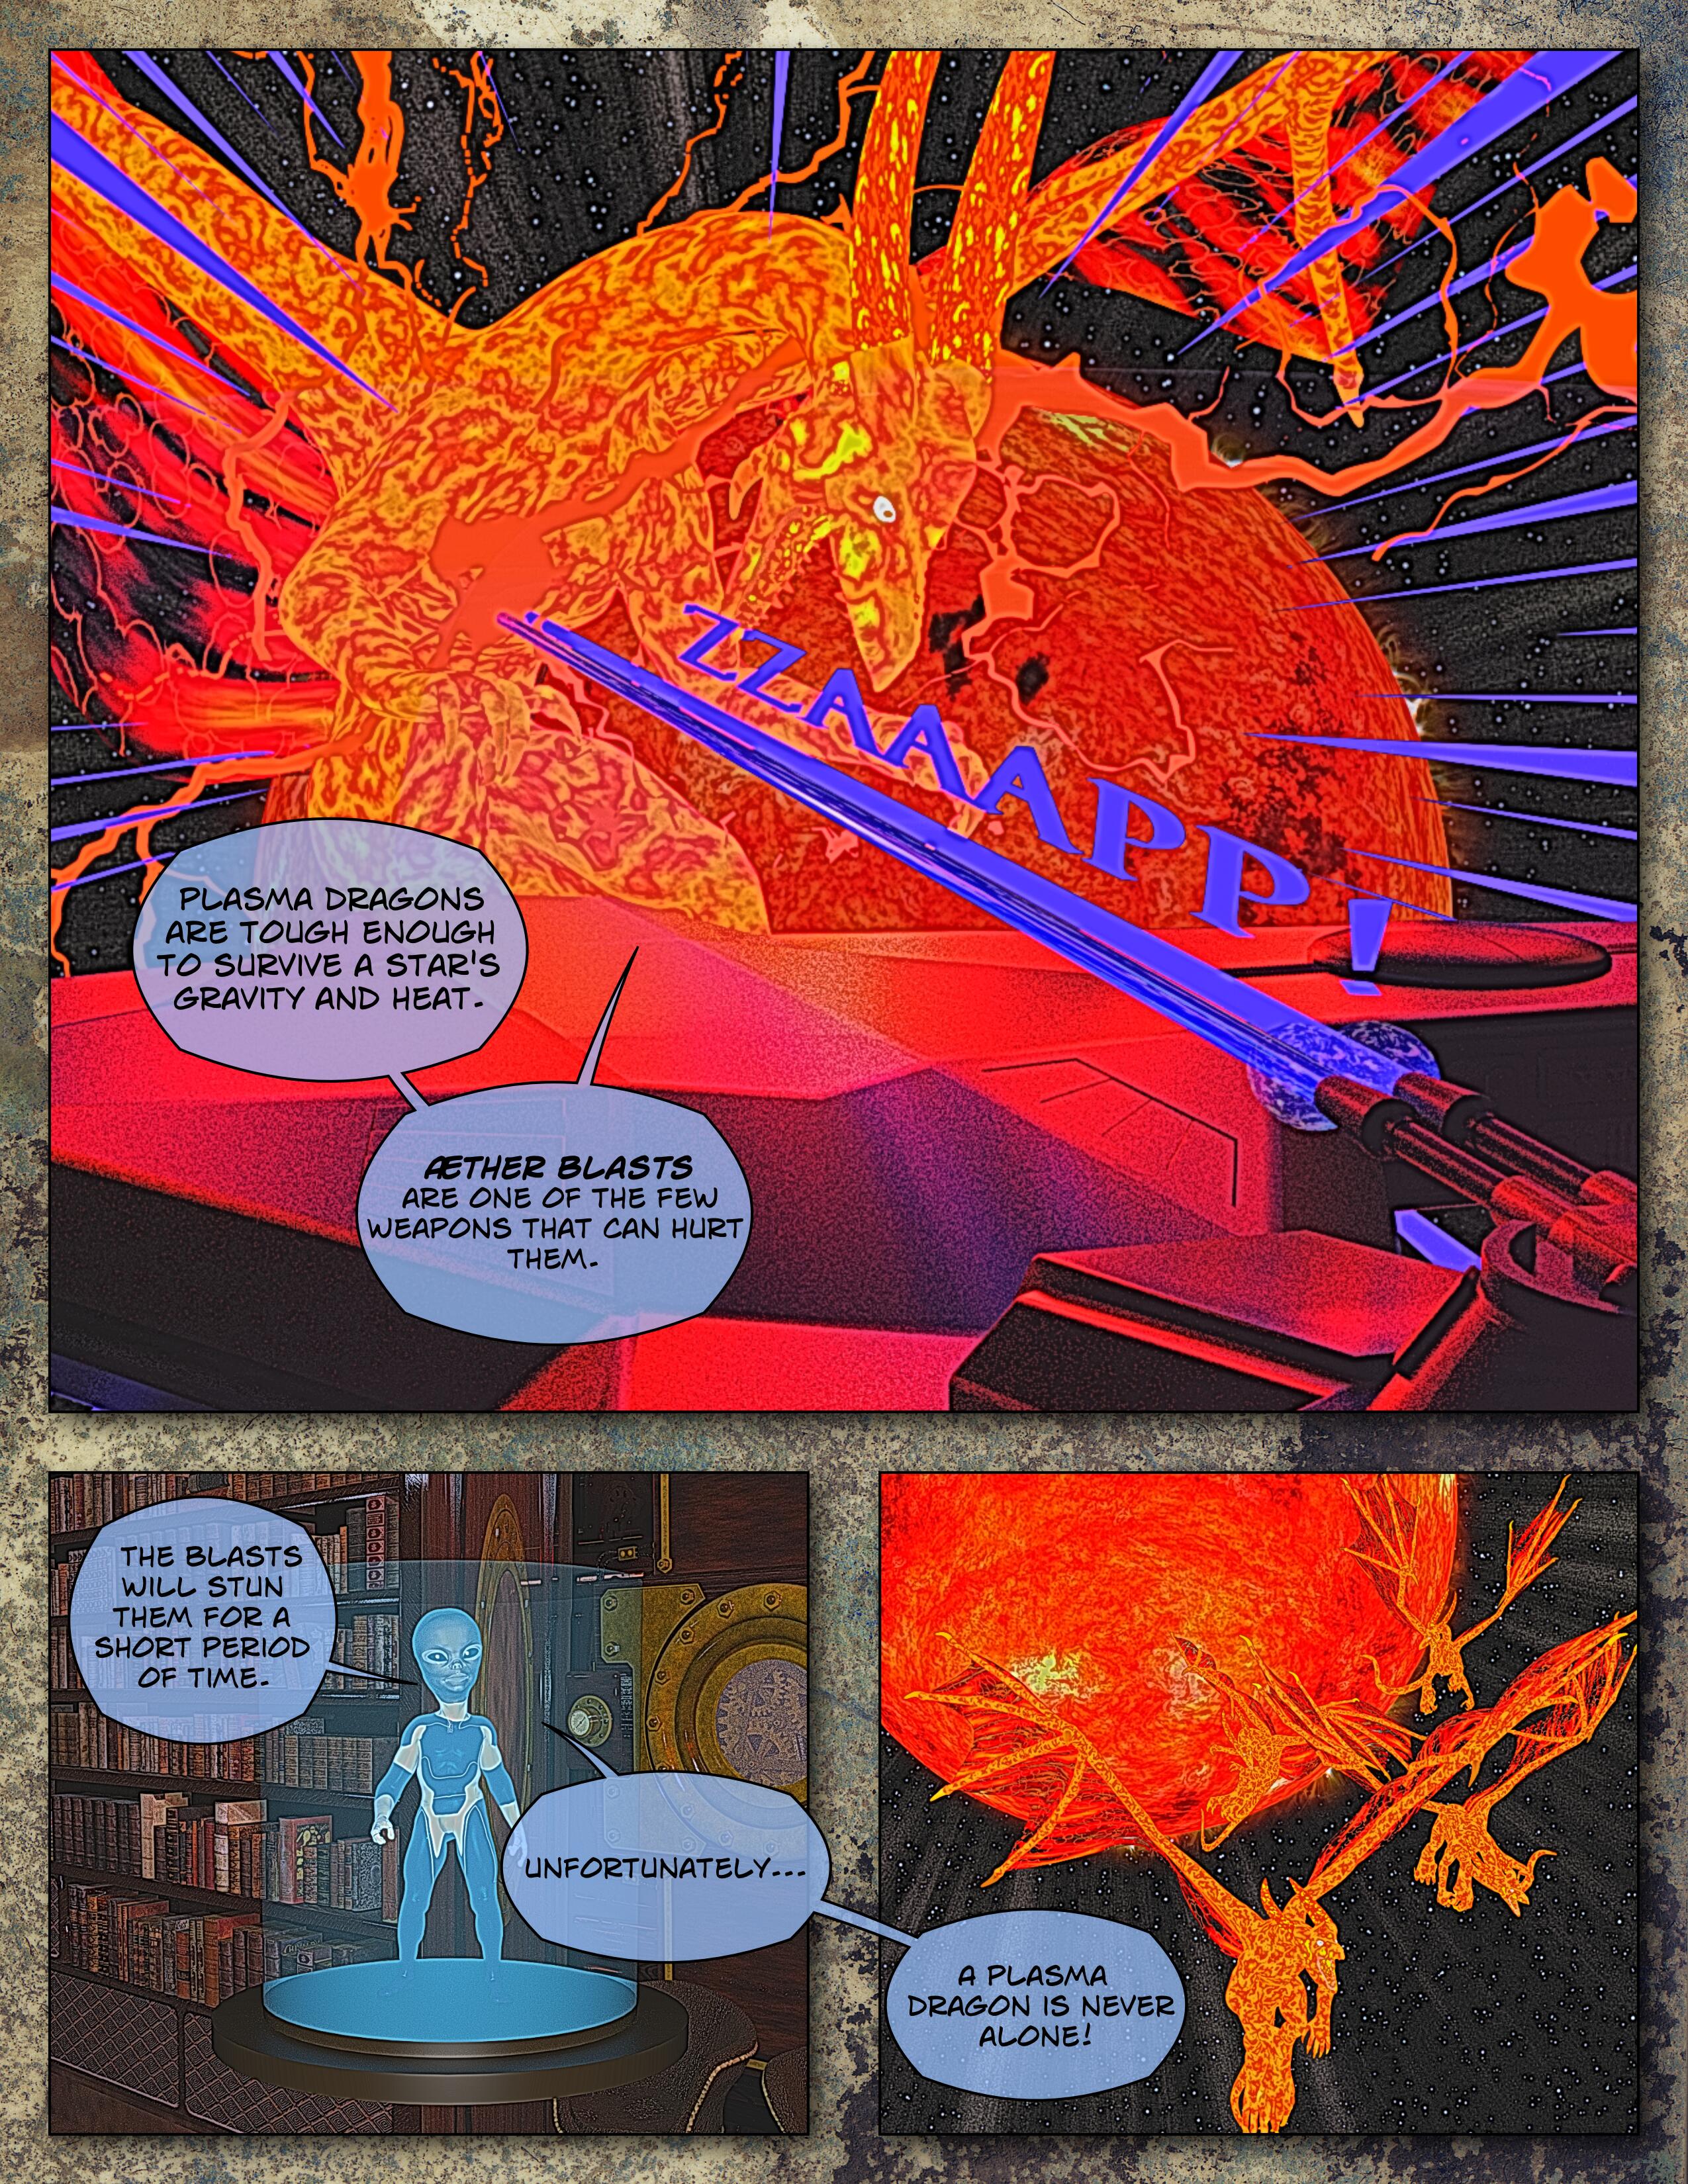 ZZAAAPP!
PLASMA DRAGONS
ARE TOUGH ENOUGH
TO SURVIVE A STAR'S
GRAVITY AND HEAT.
ÆTHER BLASTS
ARE ONE OF THE FEW
WEAPONS THAT CAN HURT
THEM.
THE BLASTS
WILL STUN
THEM FOR A
SHORT PERIOD
OF TIME.
UNFORTUNATELY...
A PLASMA
DRAGON IS NEVER
ALONE!